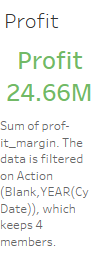 Profit
Profit
24.66M
Sum of prof-
it_margin. The
data is filtered
on Action
(Blank,YEAR(Cy
Date)), which
keeps 4
members.